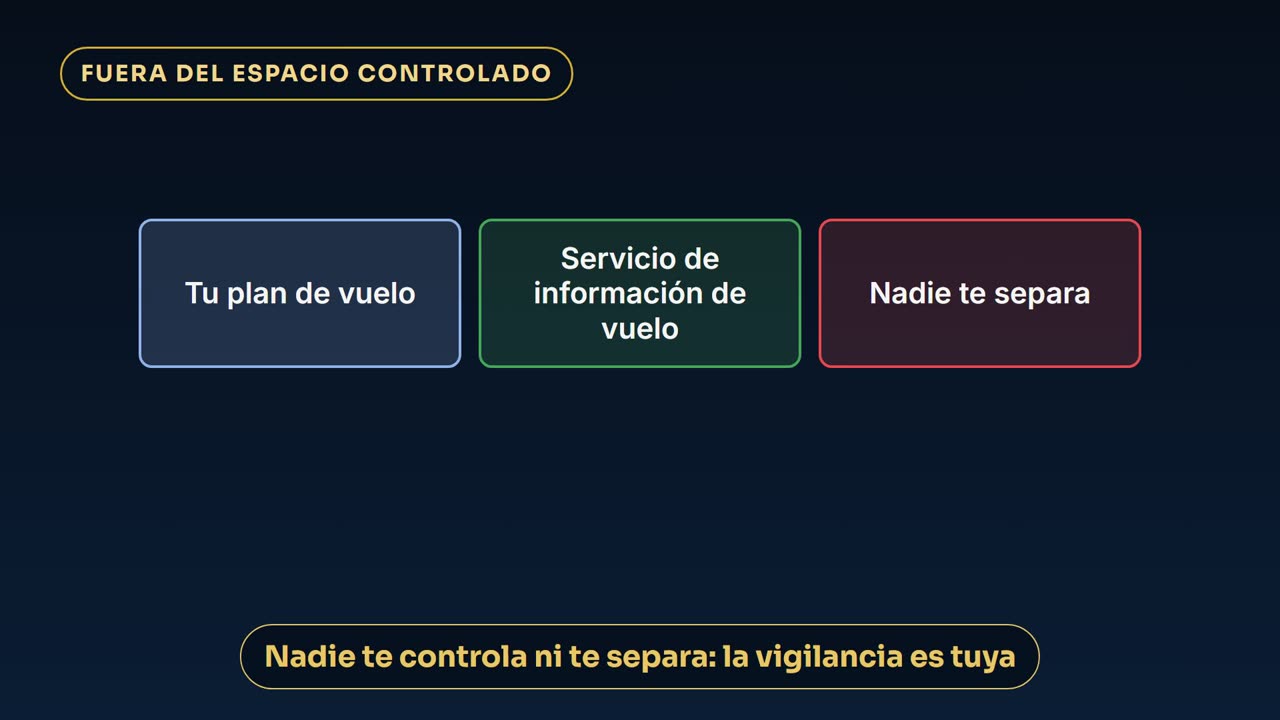 FUERA DEL ESPACIO CONTROLADO
Tu plan de vuelo
Servicio de
información de
vuelo
Nadie te separa
Nadie te controla ni te separa: la vigilancia es tuya